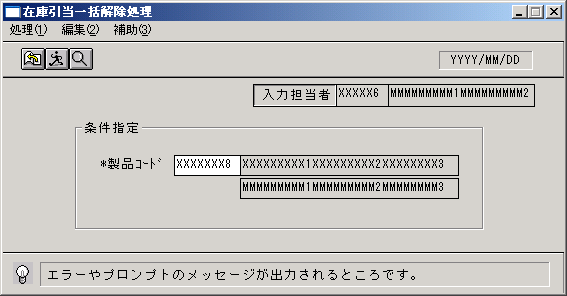 在庫引当一括解除処理
処理(1) 編集(2) 補助(3)
YYYY/MM/DD
入力担当者 XXXXX6 MMMMMMMMM1MMMMMMMMM2
条件指定
*製品ｺｰﾄﾞ XXXXXXX8 XXXXXXXXX1XXXXXXXXX2XXXXXXXX3
MMMMMMMMM1MMMMMMMMM2MMMMMMMM3
エラーやプロンプトのメッセージが出力されるところです。